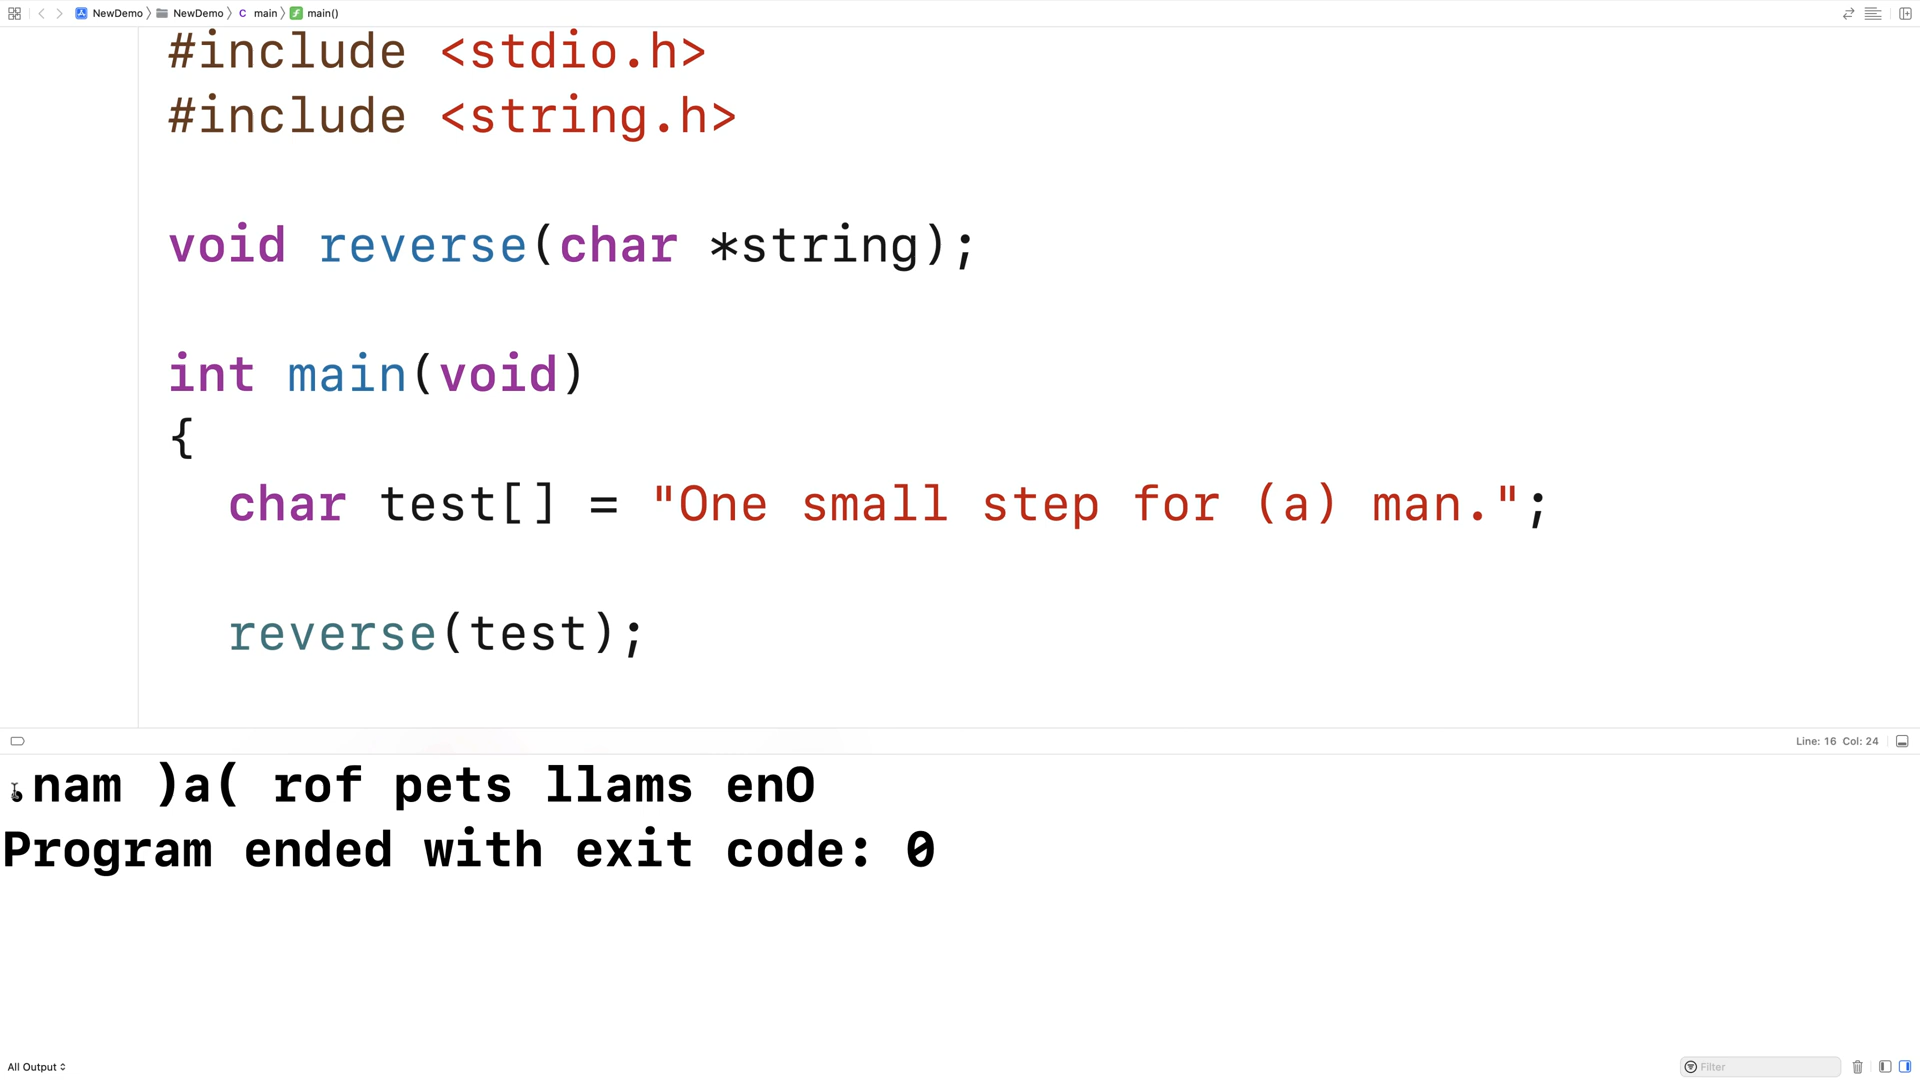 NewDemo NewDemo C main f main()
#include <stdio.h>
#include <string.h>
void reverse(char *string);
int main(void)
{
char test[] = "One small step for (a) man.";
reverse(test);
Line: 16 Col: 24
.nam )a( rof pets llams enO
Program ended with exit code: 0
All Output
Filter